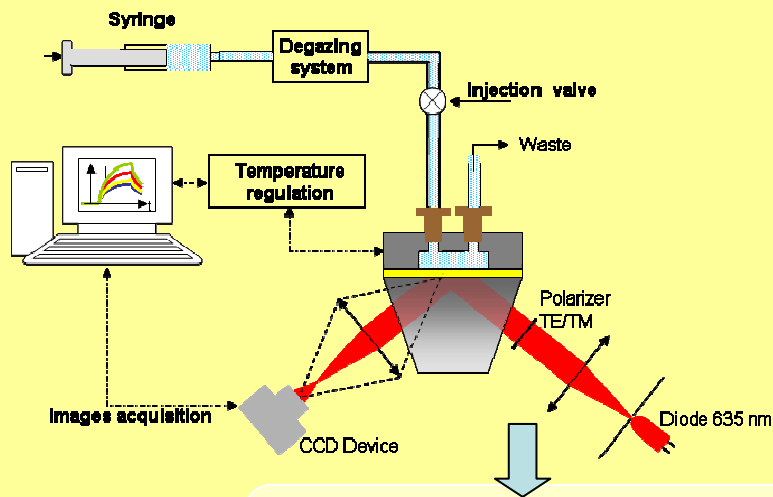 Syringe
Degazing
system
Injection valve
Waste
Temperature
regulation
t
Polarizer
TE/TM
Images acquisition
CCD Device
Diode 635 nm